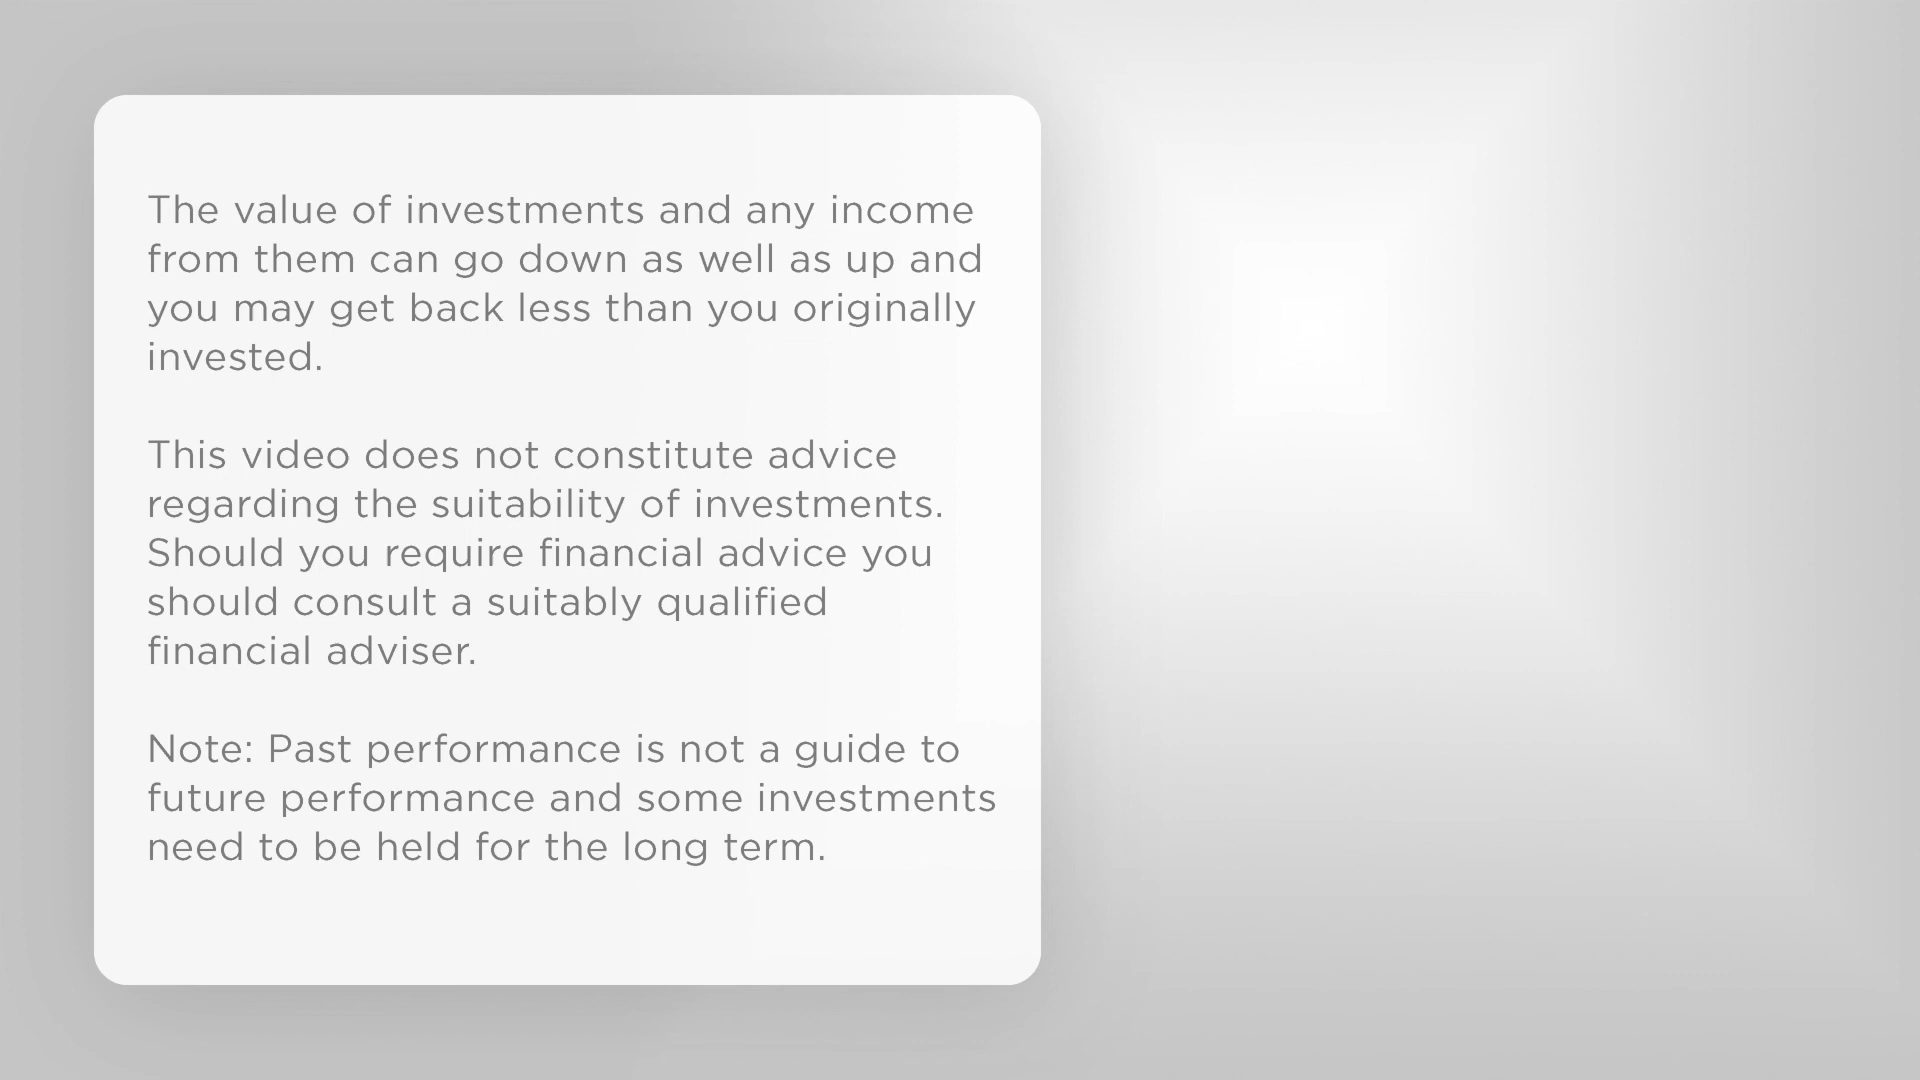 The value of investments and any income
from them can go down as well as up and
you may get back less than you originally
invested.
This video does not constitute advice
regarding the suitability of investments.
Should you require financial advice you
should consult a suitably qualified
financial adviser.
Note: Past performance is not a guide to
future performance and some investments
need to be held for the long term.